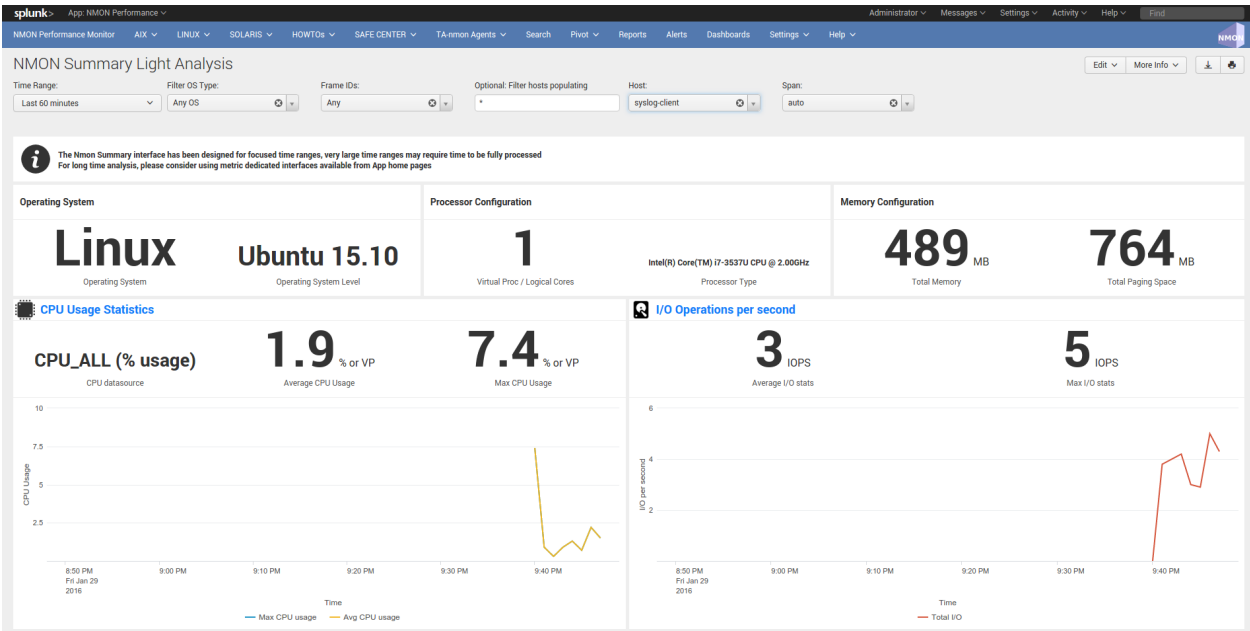 splunk> App: NMON Performance Administrator Messages Settings Activity Help Find
NMON Performance Monitor AIX LINUX SOLARIS HOWTOs SAFE CENTER TA-nmon Agents Search Pivot Reports Alerts Dashboards Settings Help NMON
NMON Summary Light Analysis
Edit More Info
Time Range: Filter OS Type: Frame IDs: Optional: Filter hosts populating Host: Span:
Last 60 minutes Any OS Any * syslog-client auto
The Nmon Summary interface has been designed for focused time ranges, very large time ranges may require time to be fully processed
For long time analysis, please consider using metric dedicated interfaces available from App home pages
Operating System Processor Configuration Memory Configuration
Linux Ubuntu 15.10 1 Intel(R) Core(TM) i7-3537U CPU @ 2.00GHz 489 MB 764 MB
Operating System Operating System Level Virtual Proc / Logical Cores Processor Type Total Memory Total Paging Space
CPU Usage Statistics
CPU_ALL (% usage) 1.9 % or VP 7.4 % or VP
CPU datasource Average CPU Usage Max CPU Usage
10
7.5
5
2.5
CPU Usage
8:50 PM 9:00 PM 9:10 PM 9:20 PM 9:30 PM 9:40 PM
Fri Jan 29
2016
Time
Max CPU usage Avg CPU usage
I/O Operations per second
3 IOPS 5 IOPS
Average I/O stats Max I/O stats
6
4
2
I/O per second
8:50 PM 9:00 PM 9:10 PM 9:20 PM 9:30 PM 9:40 PM
Fri Jan 29
2016
Time
Total I/O